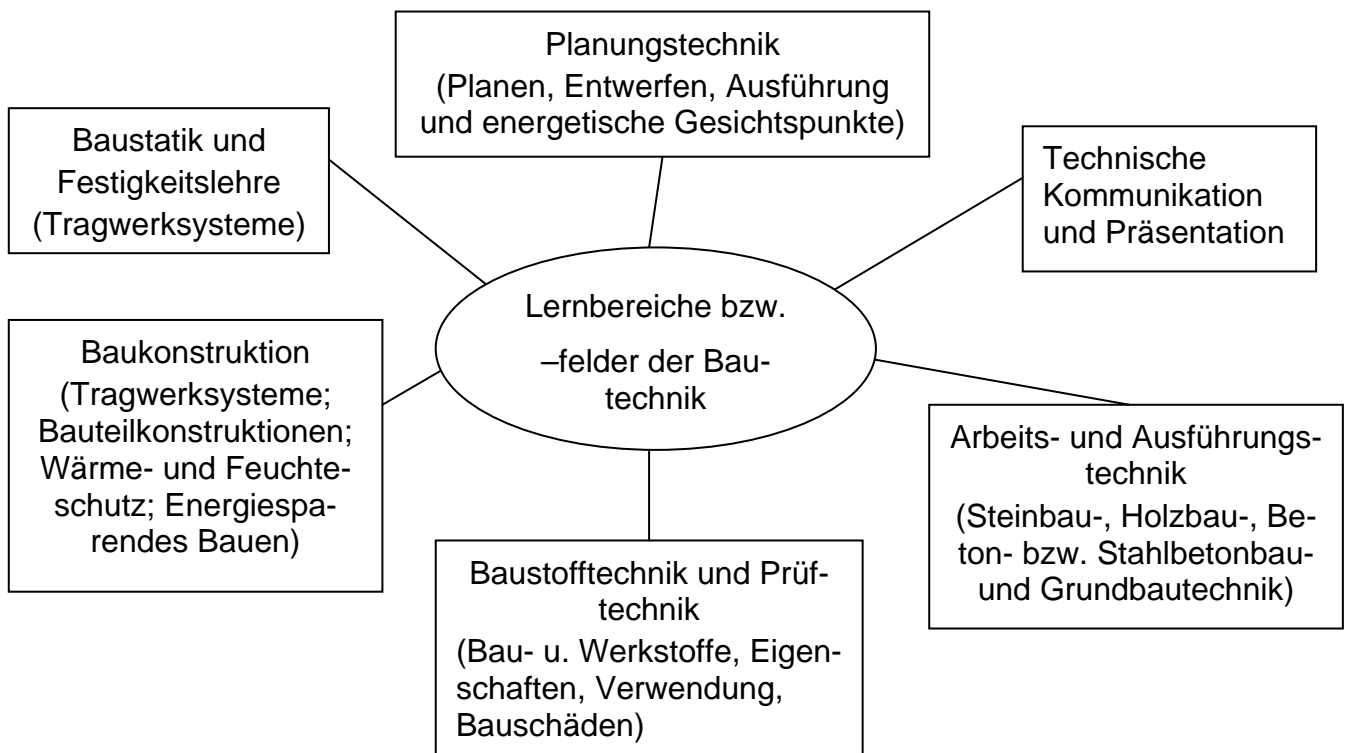 Planungstechnik
(Planen, Entwerfen, Ausführung
und energetische Gesichtspunkte)
Baustatik und
Festigkeitslehre
(Tragwerksysteme)
Technische
Kommunikation
und Präsentation
Lernbereiche bzw.
–felder der Bau-
technik
Baukonstruktion
(Tragwerksysteme;
Bauteilkonstruktionen;
Wärme- und Feuchte-
schutz; Energiespa-
rendes Bauen)
Arbeits- und Ausführungs-
technik
(Steinbau-, Holzbau-, Be-
ton- bzw. Stahlbetonbau-
und Grundbautechnik)
Baustofftechnik und Prüf-
technik
(Bau- u. Werkstoffe, Eigen-
schaften, Verwendung,
Bauschäden)